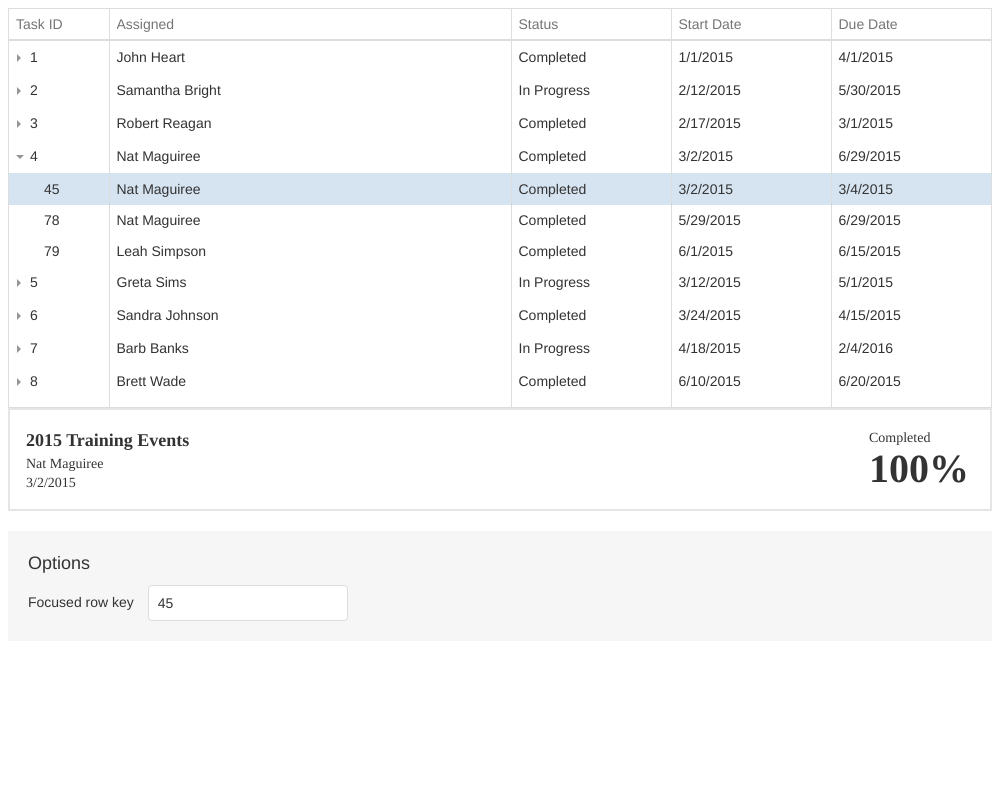 Task ID Assigned Status Start Date Due Date
1 John Heart Completed 1/1/2015 4/1/2015
2 Samantha Bright In Progress 2/12/2015 5/30/2015
3 Robert Reagan Completed 2/17/2015 3/1/2015
4 Nat Maguiree Completed 3/2/2015 6/29/2015
45 Nat Maguiree Completed 3/2/2015 3/4/2015
78 Nat Maguiree Completed 5/29/2015 6/29/2015
79 Leah Simpson Completed 6/1/2015 6/15/2015
5 Greta Sims In Progress 3/12/2015 5/1/2015
6 Sandra Johnson Completed 3/24/2015 4/15/2015
7 Barb Banks In Progress 4/18/2015 2/4/2016
8 Brett Wade Completed 6/10/2015 6/20/2015
2015 Training Events
Nat Maguiree
3/2/2015
Completed
100%
Options
Focused row key 45